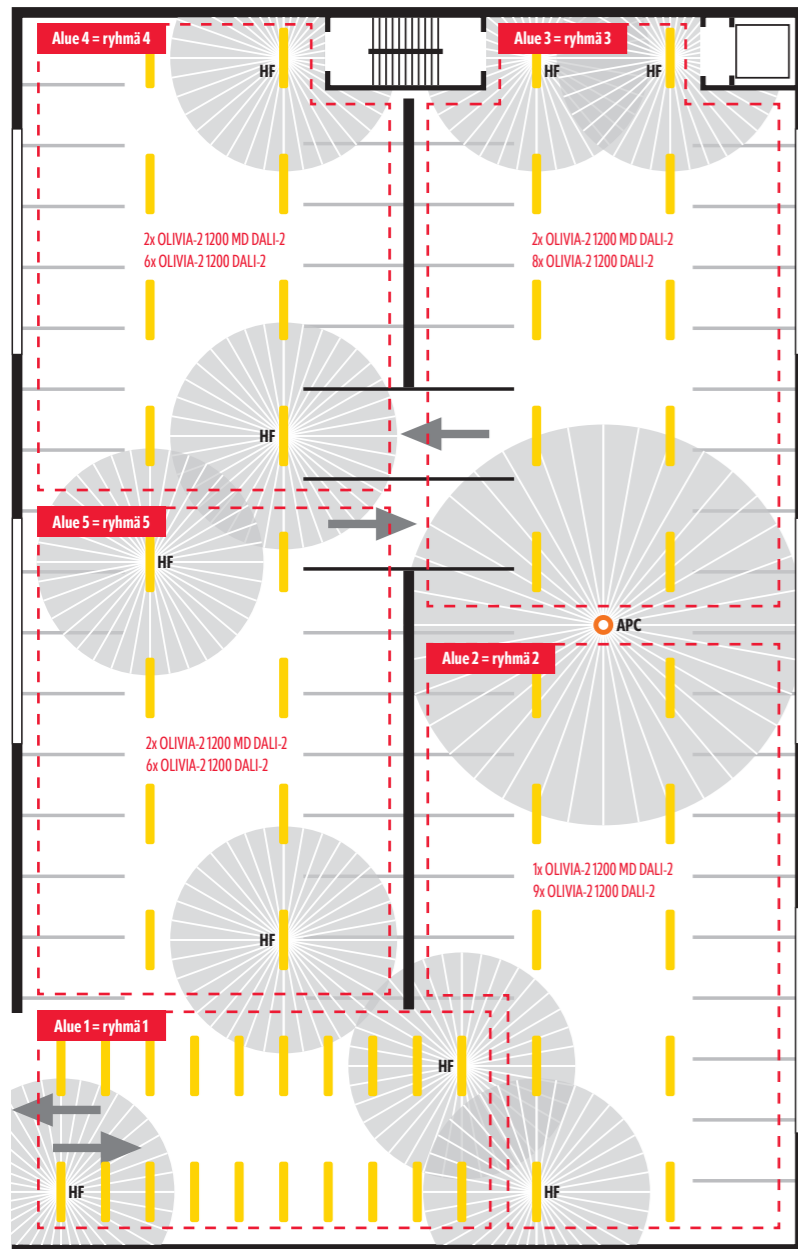 Alue 4 = ryhmä 4
HF
Alue 3 = ryhmä 3
HF
HF
2x OLIVIA-2 1200 MD DALI-2
6x OLIVIA-2 1200 DALI-2
2x OLIVIA-2 1200 MD DALI-2
8x OLIVIA-2 1200 DALI-2
HF
Alue 5 = ryhmä 5
HF
APC
Alue 2 = ryhmä 2
2x OLIVIA-2 1200 MD DALI-2
6x OLIVIA-2 1200 DALI-2
1x OLIVIA-2 1200 MD DALI-2
9x OLIVIA-2 1200 DALI-2
HF
Alue 1 = ryhmä 1
HF
HF
HF